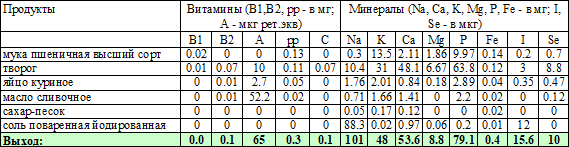 Продукты Витамины (B1,B2, pp - в мг; A - мкг рет.экв) Минералы (Na, Ca, K, Mg, P, Fe - в мг; I, Se - в мкг)
B1 B2 A pp C Na K Ca Mg P Fe I Se
мука пшеничная высший сорт 0.02 0 0 0.13 0 0.3 13.5 2.11 1.86 9.97 0.14 0.2 0.7
творог 0.01 0.07 10 0.11 0.07 10.4 31 48.1 6.67 63.8 0.12 3 8.8
яйцо куриное 0 0.01 2.7 0.05 0 1.76 2.01 0.84 0.18 2.89 0.04 0.35 0.47
масло сливочное 0 0.01 52.2 0.02 0 0.71 1.66 1.41 0 2.2 0.02 0 0.12
сахар-песок 0 0 0 0 0 0.05 0.17 0.12 0 0 0 0 0
соль поваренная йодированная 0 0 0 0 0 88.3 0.02 0.97 0.06 0.2 0.01 12 0
Выход: 0.0 0.1 65 0.3 0.1 101 48 53.6 8.8 79.1 0.4 15.6 10